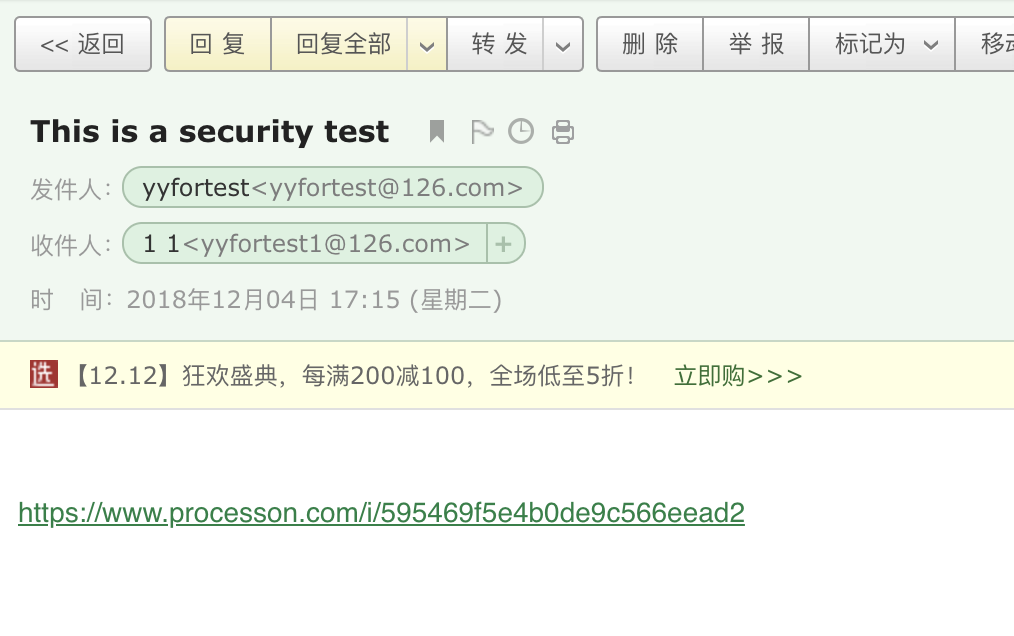 << 返回 回 复 回复全部 转 发 删 除 举 报 标记为
This is a security test
发件人： yyfortest<yyfortest@126.com>
收件人： 1 1<yyfortest1@126.com> +
时 间： 2018年12月04日 17:15 (星期二)
选 【12.12】狂欢盛典，每满200减100，全场低至5折！ 立即购>>>
https://www.processon.com/i/595469f5e4b0de9c566eead2